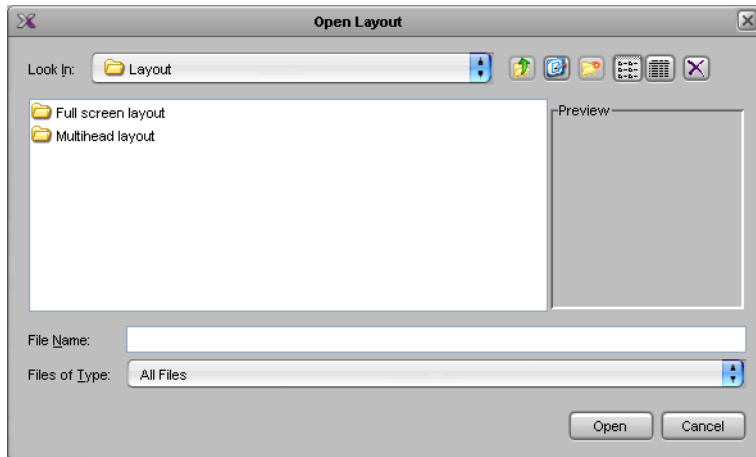 Open Layout
Look In: Layout
Full screen layout
Multihead layout
Preview
File Name:
Files of Type: All Files
Open Cancel